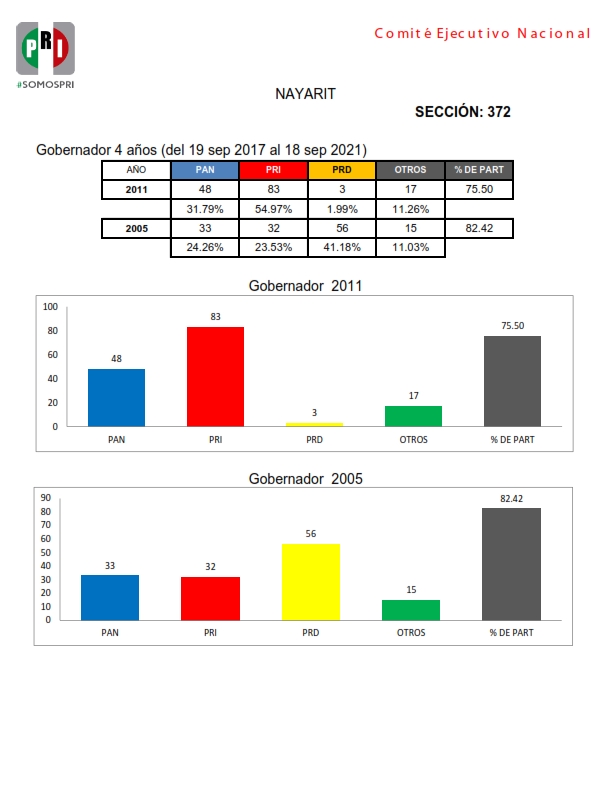 PRI
#SOMOSPRI
Comité Ejecutivo Nacional
NAYARIT
SECCIÓN: 372
Gobernador 4 años (del 19 sep 2017 al 18 sep 2021)
AÑO PAN PRI PRD OTROS % DE PART
2011 48 83 3 17 75.50
31.79% 54.97% 1.99% 11.26%
2005 33 32 56 15 82.42
24.26% 23.53% 41.18% 11.03%
Gobernador 2011
100
80
60
40
20
0
48
83
3
17
75.50
PAN PRI PRD OTROS % DE PART
Gobernador 2005
90
80
70
60
50
40
30
20
10
0
33
32
56
15
82.42
PAN PRI PRD OTROS % DE PART